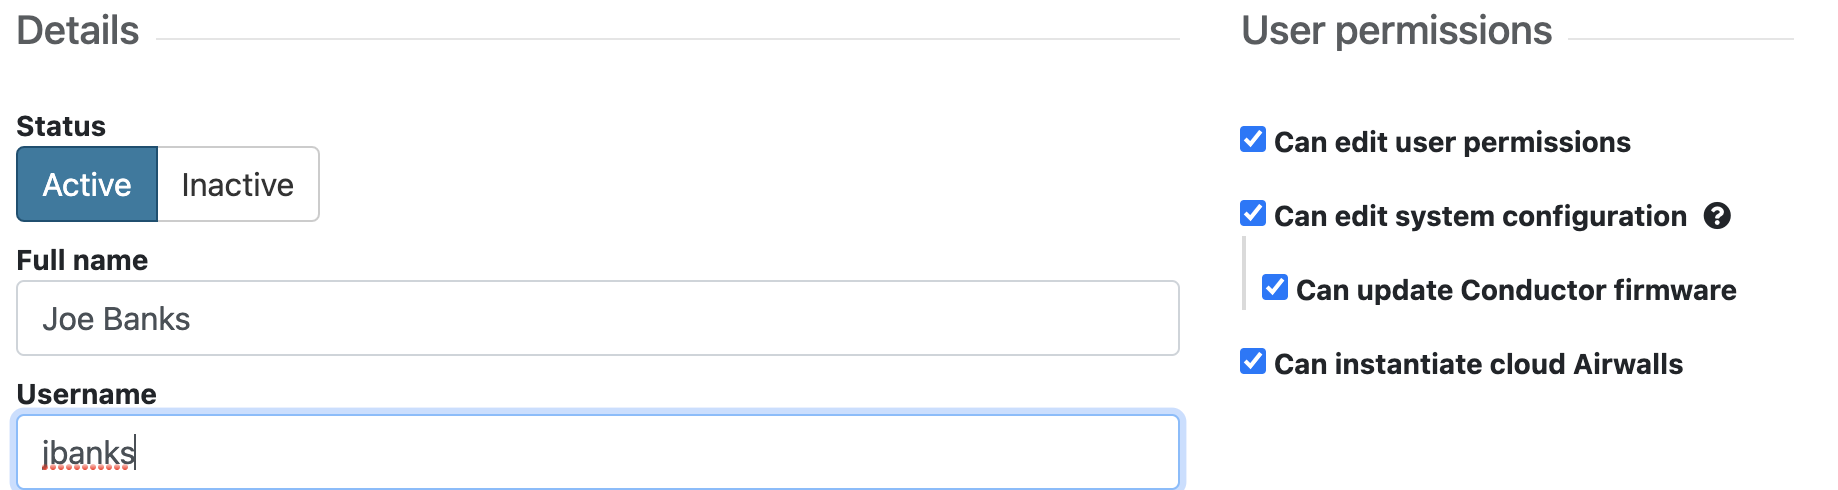 Details
Status
Active Inactive
Full name
Joe Banks
Username
jbanks
User permissions
Can edit user permissions
Can edit system configuration ?
Can update Conductor firmware
Can instantiate cloud Airwalls